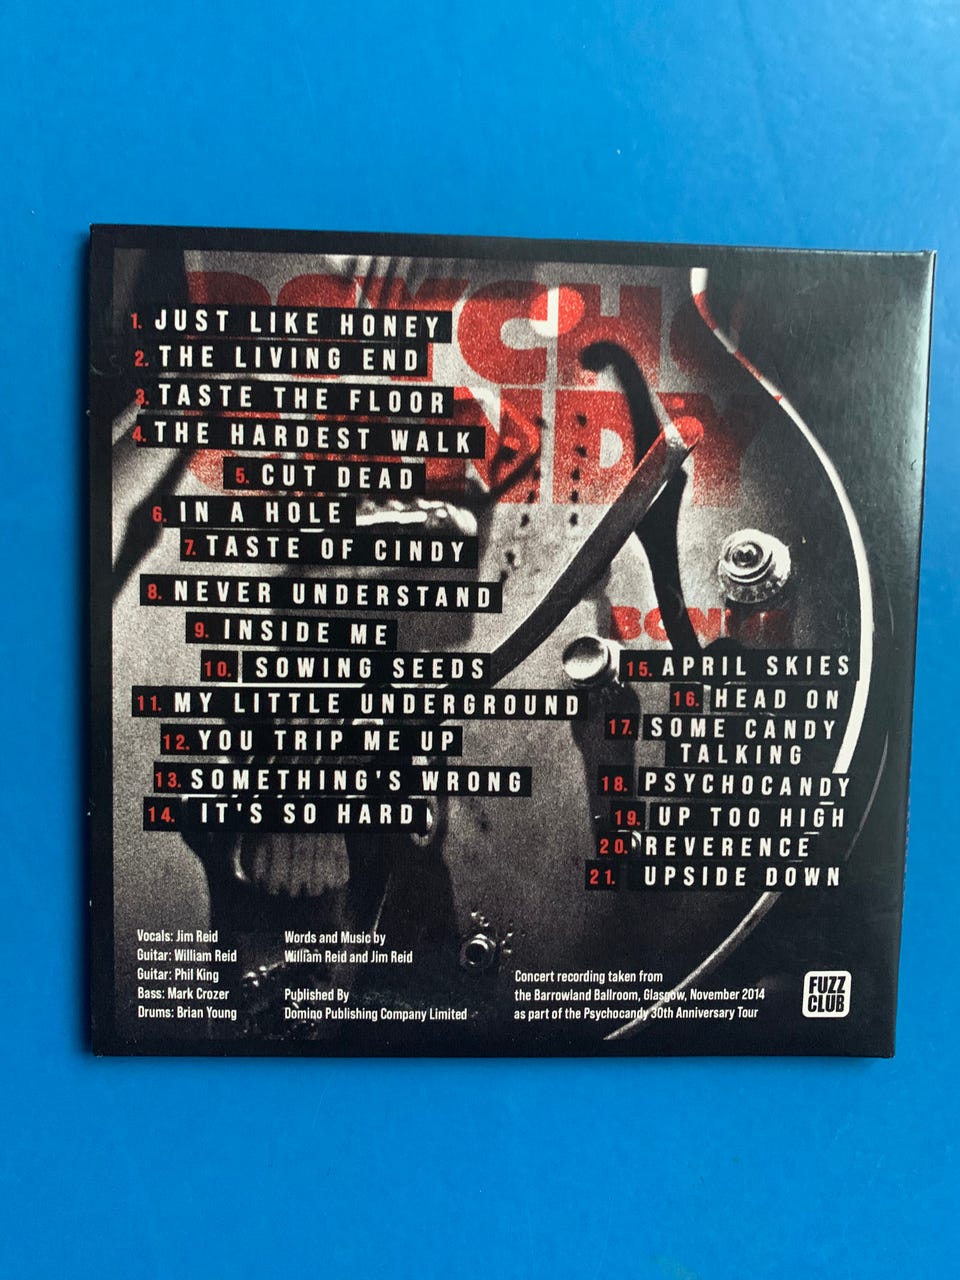 PSYCHO
CANDY
1. JUST LIKE HONEY
2. THE LIVING END
3. TASTE THE FLOOR
4. THE HARDEST WALK
5. CUT DEAD
6. IN A HOLE
7. TASTE OF CINDY
8. NEVER UNDERSTAND
9. INSIDE ME
10. SOWING SEEDS
11. MY LITTLE UNDERGROUND
12. YOU TRIP ME UP
13. SOMETHING'S WRONG
14. IT'S SO HARD
BONUS
15. APRIL SKIES
16. HEAD ON
17. SOME CANDY
TALKING
18. PSYCHOCANDY
19. UP TOO HIGH
20. REVERENCE
21. UPSIDE DOWN
Vocals: Jim Reid
Guitar: William Reid
Guitar: Phil King
Bass: Mark Crozer
Drums: Brian Young
Words and Music by
William Reid and Jim Reid
Published By
Domino Publishing Company Limited
Concert recording taken from
the Barrowland Ballroom, Glasgow, November 2014
as part of the Psychocandy 30th Anniversary Tour
FUZZ
CLUB